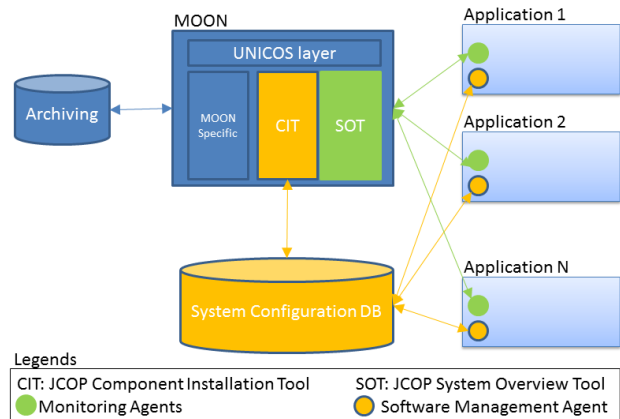 MOON
UNICOS layer
MOON
Specific
CIT
SOT
Archiving
System Configuration DB
Application 1
Application 2
Application N
Legends
CIT: JCOP Component Installation Tool
SOT: JCOP System Overview Tool
Monitoring Agents
Software Management Agent